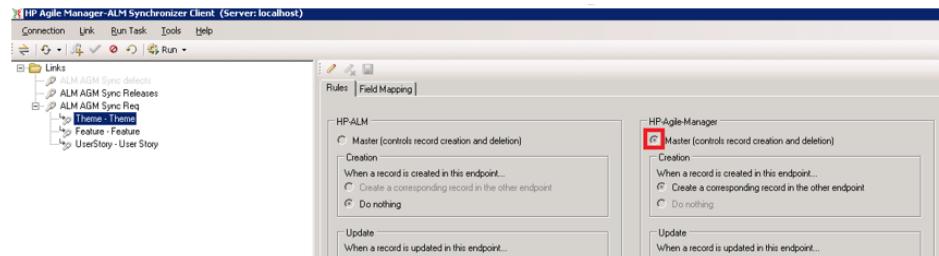 HP Agile Manager-ALM Synchronizer Client (Server: localhost)
Connection Link Run Task Tools Help
Run
Links
ALM AGM Sync defects
ALM AGM Sync Releases
ALM AGM Sync Req
Theme - Theme
Feature - Feature
UserStory - User Story
Rules Field Mapping
HP-ALM
Master (controls record creation and deletion)
Creation
When a record is created in this endpoint...
Create a corresponding record in the other endpoint
Do nothing
Update
When a record is updated in this endpoint...
HP-Agile-Manager
Master (controls record creation and deletion)
Creation
When a record is created in this endpoint...
Create a corresponding record in the other endpoint
Do nothing
Update
When a record is updated in this endpoint...